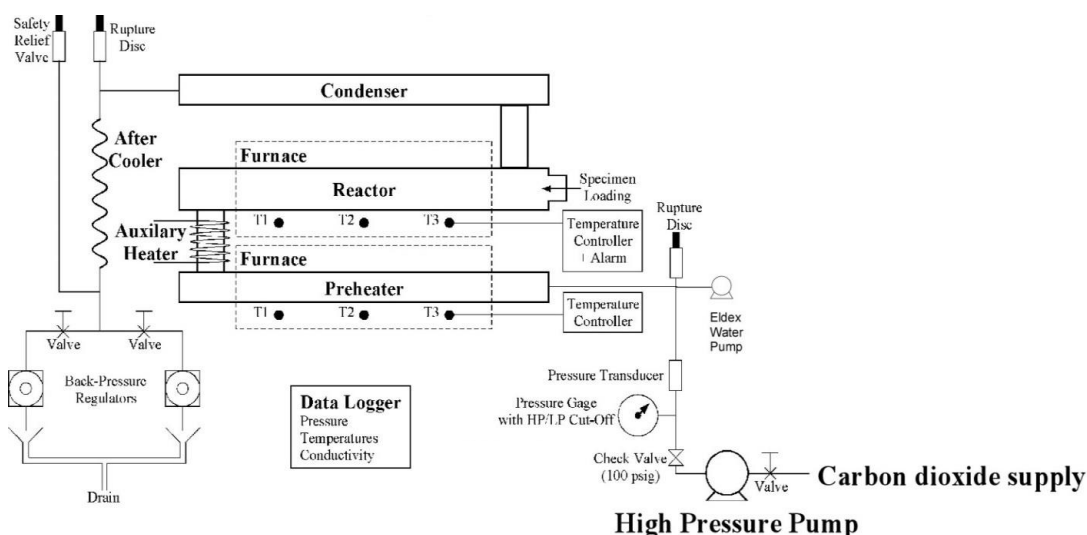 Safety
Relief
Valve
Rupture
Disc
Condenser
After
Cooler
Furnace
Reactor
Specimen
Loading
T1
T2
T3
Auxilary
Heater
Temperature
Controller
+ Alarm
Rupture
Disc
Furnace
Preheater
T1
T2
T3
Temperature
Controller
Eldex
Water
Pump
Valve
Valve
Back-Pressure
Regulators
Drain
Data Logger
Pressure
Temperatures
Conductivity
Pressure Transducer
Pressure Gage
with HP/LP Cut-Off
Check Valve
(100 psig)
Valve
Carbon dioxide supply
High Pressure Pump